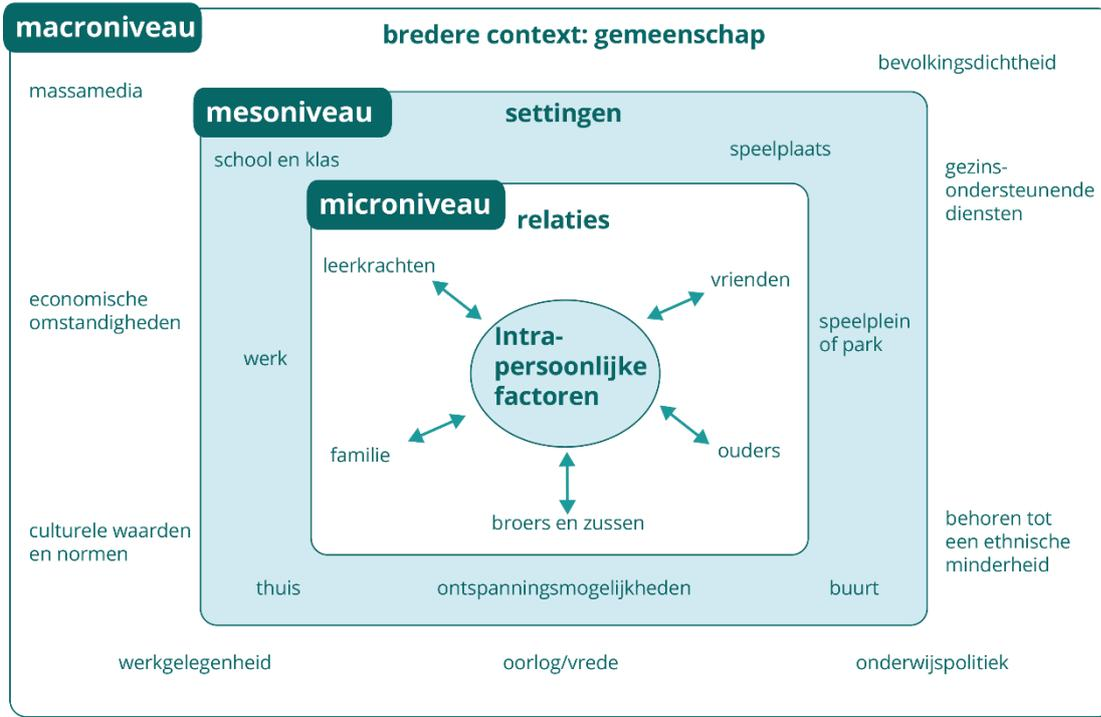 macroniveau
bredere context: gemeenschap
bevolkingsdichtheid
massamedia
mesoniveau
settingen
school en klas
speelplaats
gezins-
ondersteunende
diensten
microniveau
relaties
leerkrachten
vrienden
economische
omstandigheden
speelplein
of park
werk
Intra-
persoonlijke
factoren
familie
ouders
broers en zussen
culturele waarden
en normen
behoren tot
een ethnische
minderheid
thuis
ontspanningsmogelijkheden
buurt
werkgelegenheid
oorlog/vrede
onderwijspolitiek